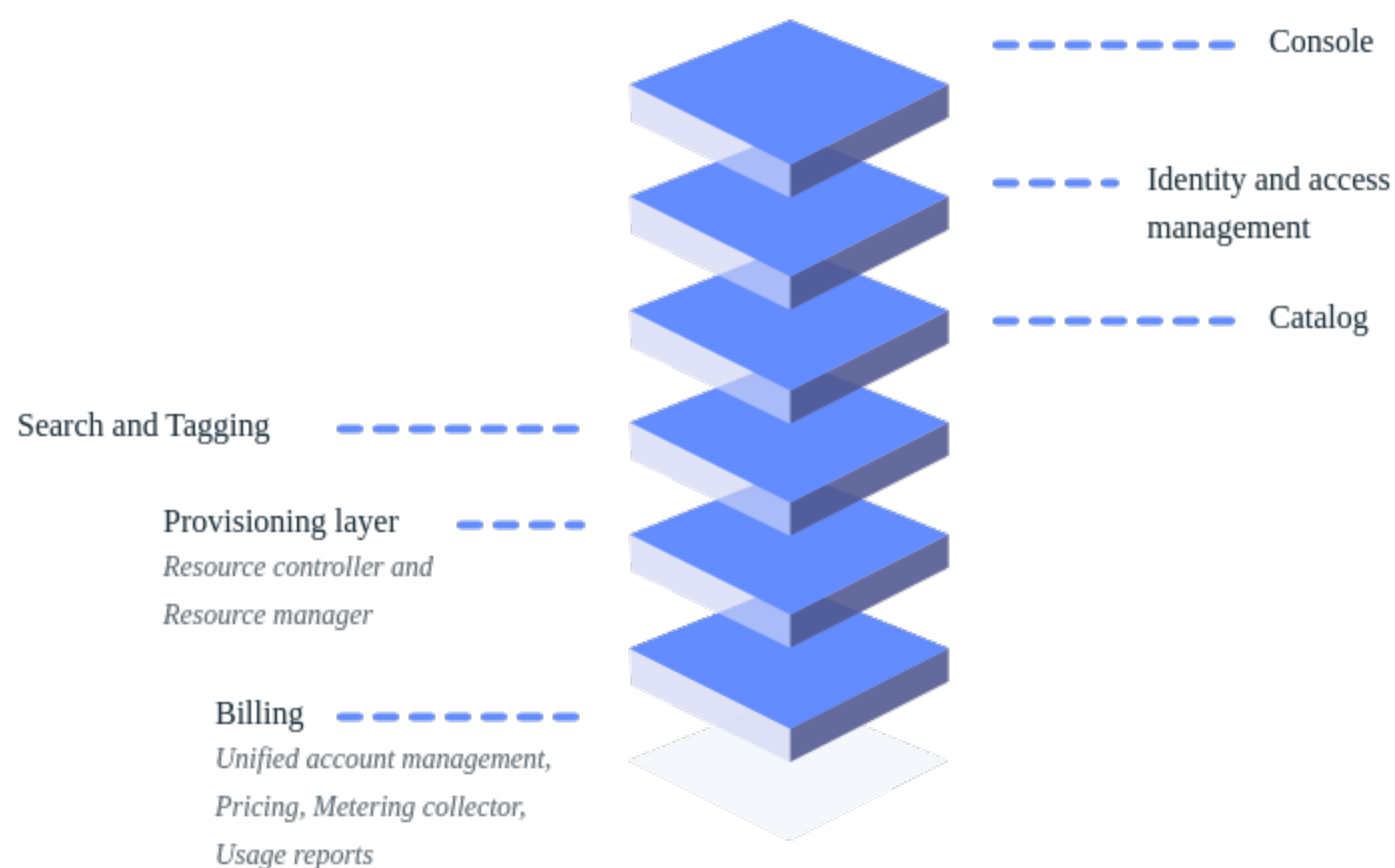 Console
Identity and access
management
Catalog
Search and Tagging
Provisioning layer
Resource controller and
Resource manager
Billing
Unified account management,
Pricing, Metering collector,
Usage reports